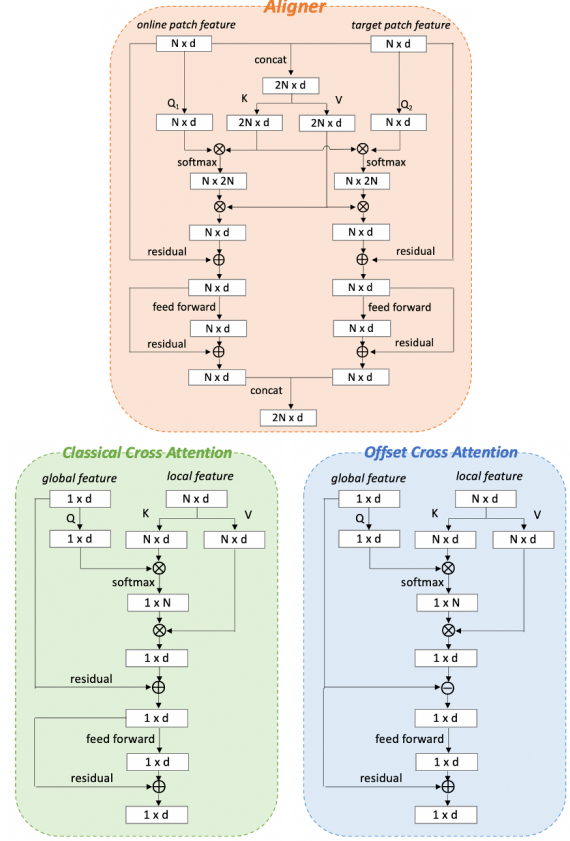 Aligner
online patch feature
target patch feature
N x d
N x d
concat
2N x d
K
V
Q₁
Q₂
N x d
2N x d
2N x d
N x d
⊗
⊗
softmax
softmax
N x 2N
N x 2N
⊗
⊗
N x d
N x d
residual
⊕
⊕
residual
N x d
N x d
feed forward
feed forward
N x d
N x d
residual
⊕
⊕
residual
N x d
N x d
concat
2N x d
Classical Cross Attention
global feature
local feature
1 x d
N x d
Q
K
V
1 x d
N x d
N x d
⊗
softmax
1 x N
⊗
1 x d
residual
⊕
1 x d
feed forward
1 x d
residual
⊕
1 x d
Offset Cross Attention
global feature
local feature
1 x d
N x d
Q
K
V
1 x d
N x d
N x d
⊗
softmax
1 x N
⊗
1 x d
⊖
1 x d
feed forward
1 x d
residual
⊕
1 x d